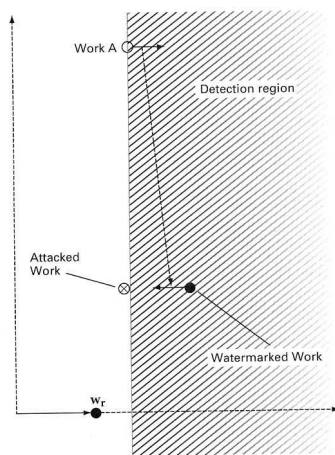 Work A
Detection region
Attacked
Work
Watermarked Work
wr